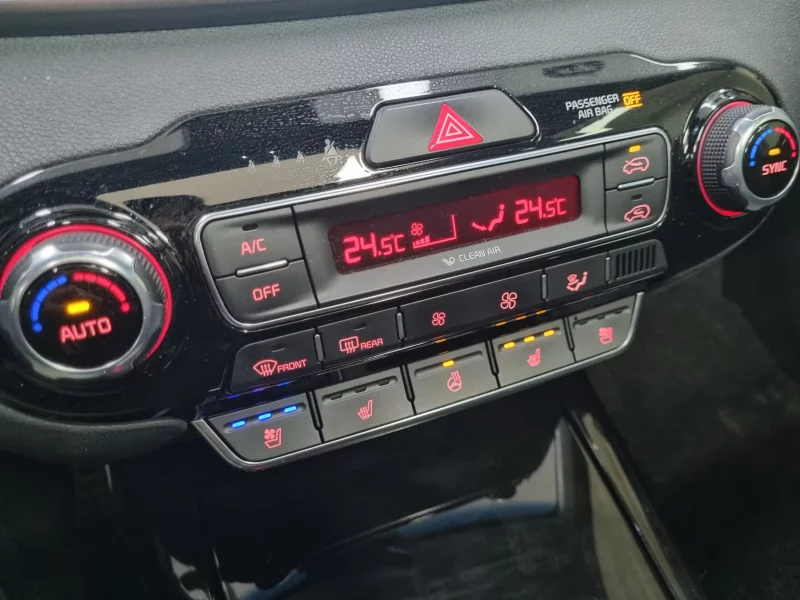 PASSENGER
AIR BAG OFF
SYNC
A/C
24.5C 24.5C
CLEAN AIR
OFF
AUTO
FRONT
REAR